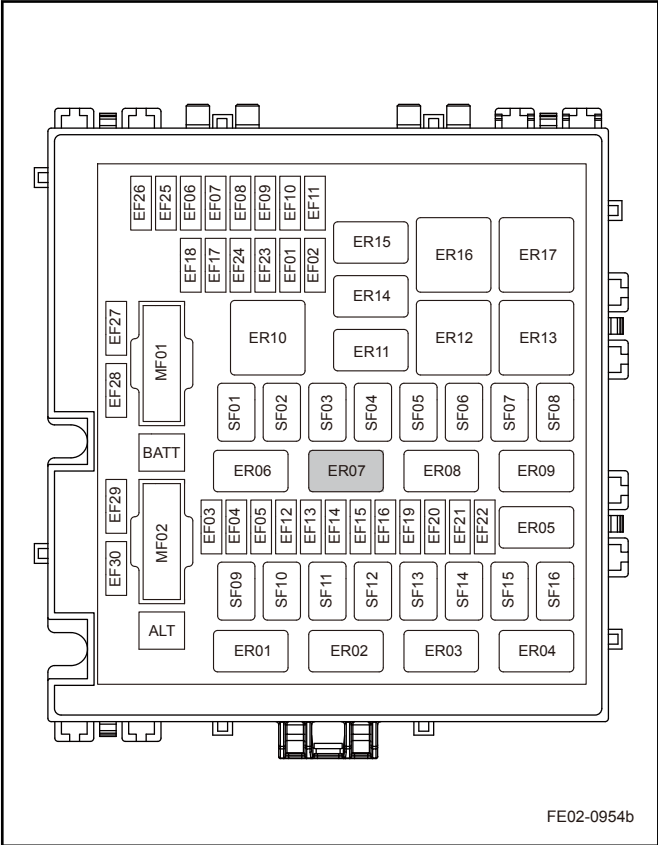 EF26 EF25 EF06 EF07 EF08 EF09 EF10 EF11
EF18 EF17 EF24 EF23 EF01 EF02
ER15 ER16 ER17
ER14
ER10 ER11 ER12 ER13
EF27 MF01
EF28
SF01 SF02 SF03 SF04 SF05 SF06 SF07 SF08
BATT
ER06 ER07 ER08 ER09
EF29 MF02
EF03 EF04 EF05 EF12 EF13 EF14 EF15 EF16 EF19 EF20 EF21 EF22 ER05
EF30
SF09 SF10 SF11 SF12 SF13 SF14 SF15 SF16
ALT
ER01 ER02 ER03 ER04
FE02-0954b